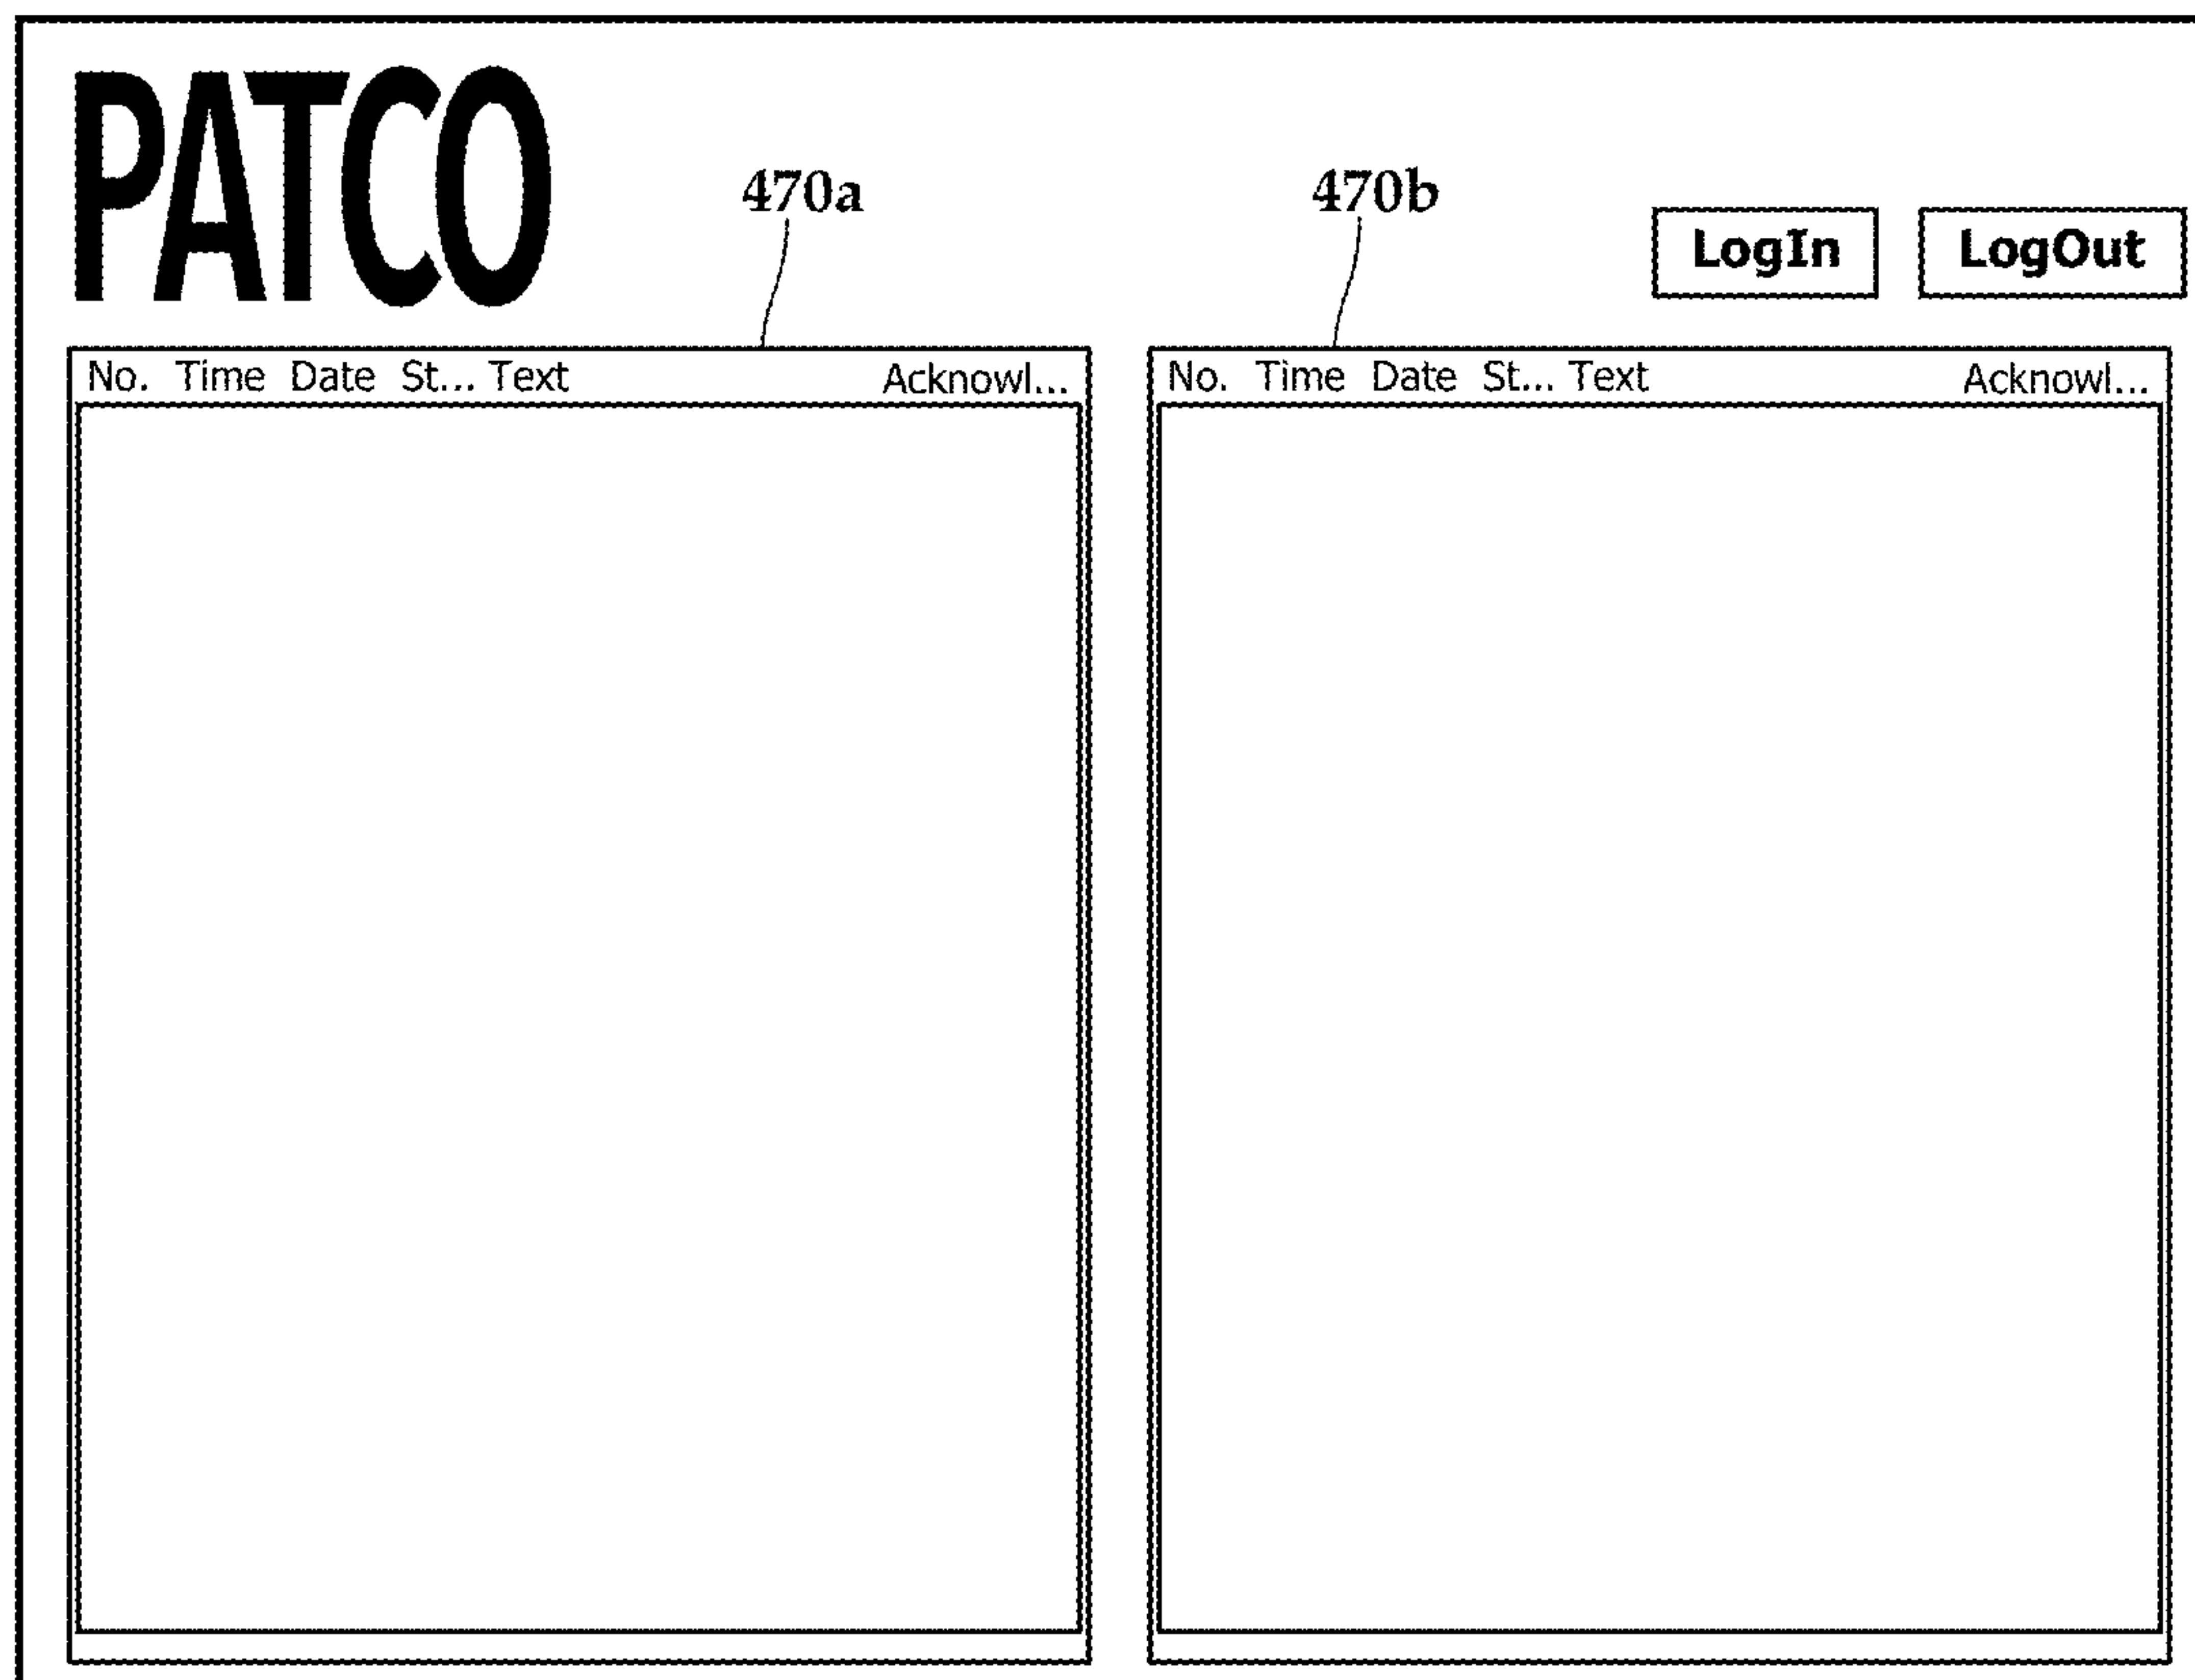 PATCO
470a
470b
LogIn LogOut
No. Time Date St... Text Acknowl...
No. Time Date St... Text Acknowl...